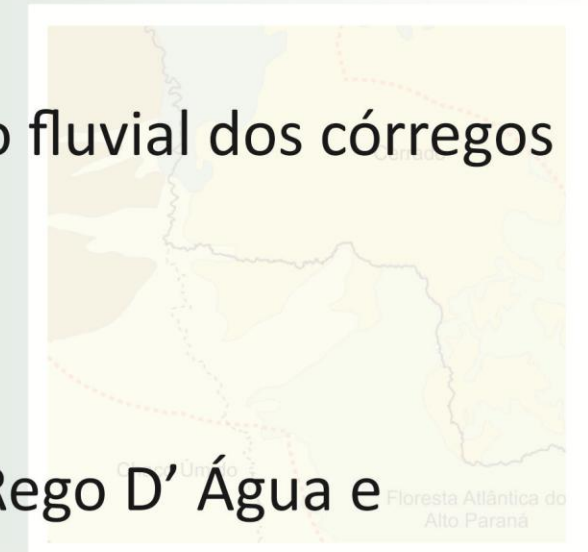 o fluvial dos córregos
Cerrado
Rego D’ Água e
Chaco Úmido
Floresta Atlântica do
Alto Paraná